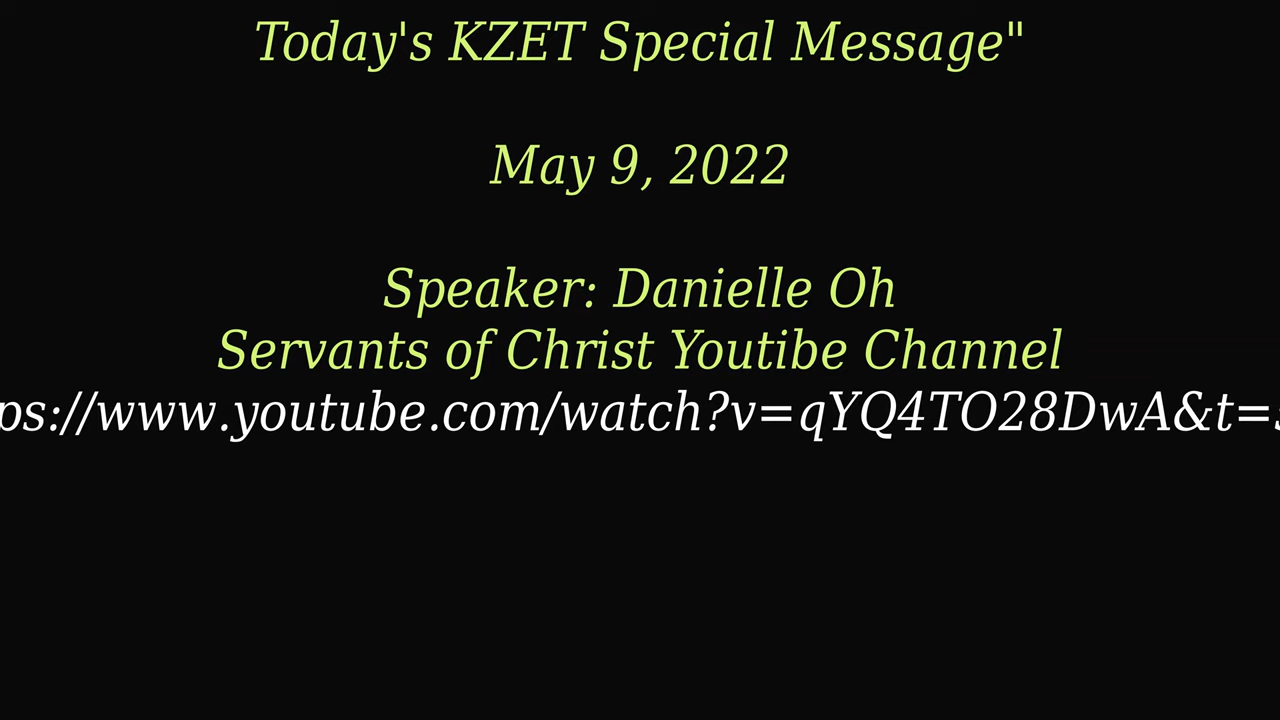 Today's KZET Special Message"
May 9, 2022
Speaker: Danielle Oh
Servants of Christ Youtibe Channel
ps://www.youtube.com/watch?v=qYQ4TO28DwA&t=